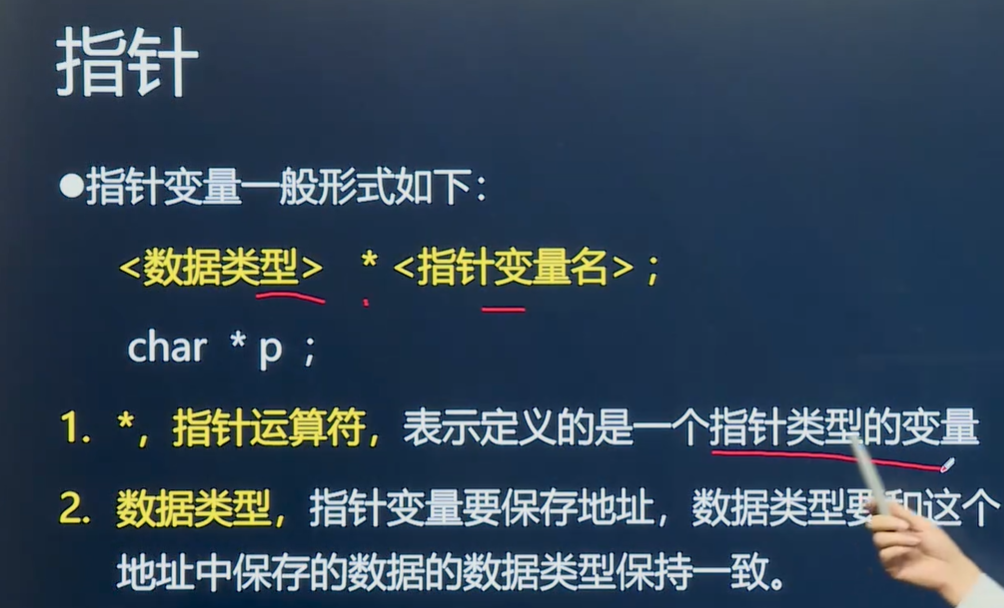 指针
●指针变量一般形式如下：
<数据类型> * <指针变量名>；
char * p ；
1. *，指针运算符，表示定义的是一个指针类型的变量
2. 数据类型，指针变量要保存地址，数据类型要和这个
地址中保存的数据的数据类型保持一致。